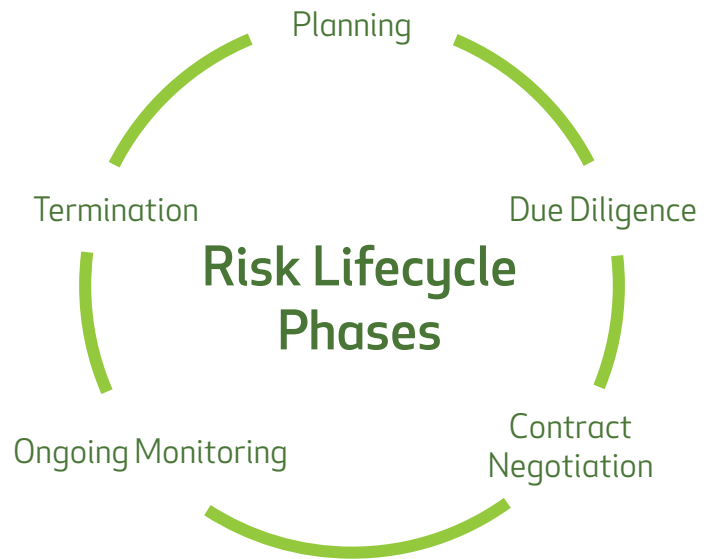 Planning
Due Diligence
Termination
Risk Lifecycle
Phases
Contract
Negotiation
Ongoing Monitoring